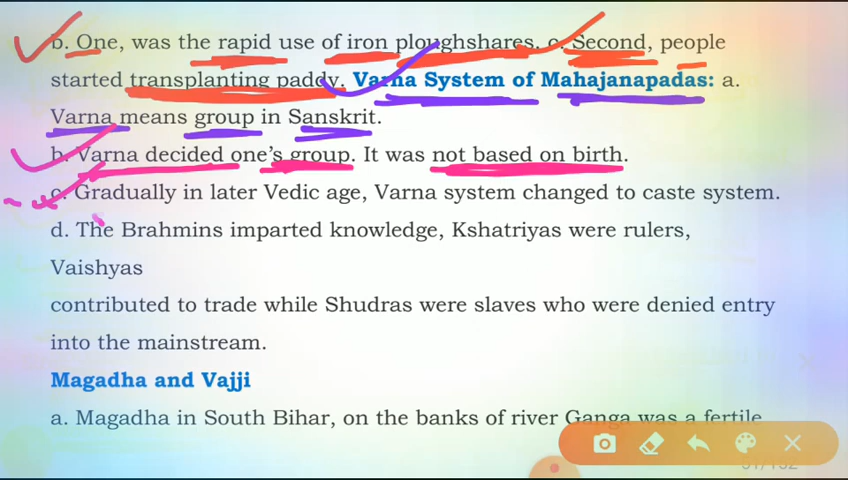 b. One, was the rapid use of iron ploughshares. c. Second, people
started transplanting paddy. Varna System of Mahajanapadas: a.
Varna means group in Sanskrit.
b. Varna decided one's group. It was not based on birth.
c. Gradually in later Vedic age, Varna system changed to caste system.
d. The Brahmins imparted knowledge, Kshatriyas were rulers,
Vaishyas
contributed to trade while Shudras were slaves who were denied entry
into the mainstream.
Magadha and Vajji
a. Magadha in South Bihar, on the banks of river Ganga was a fertile